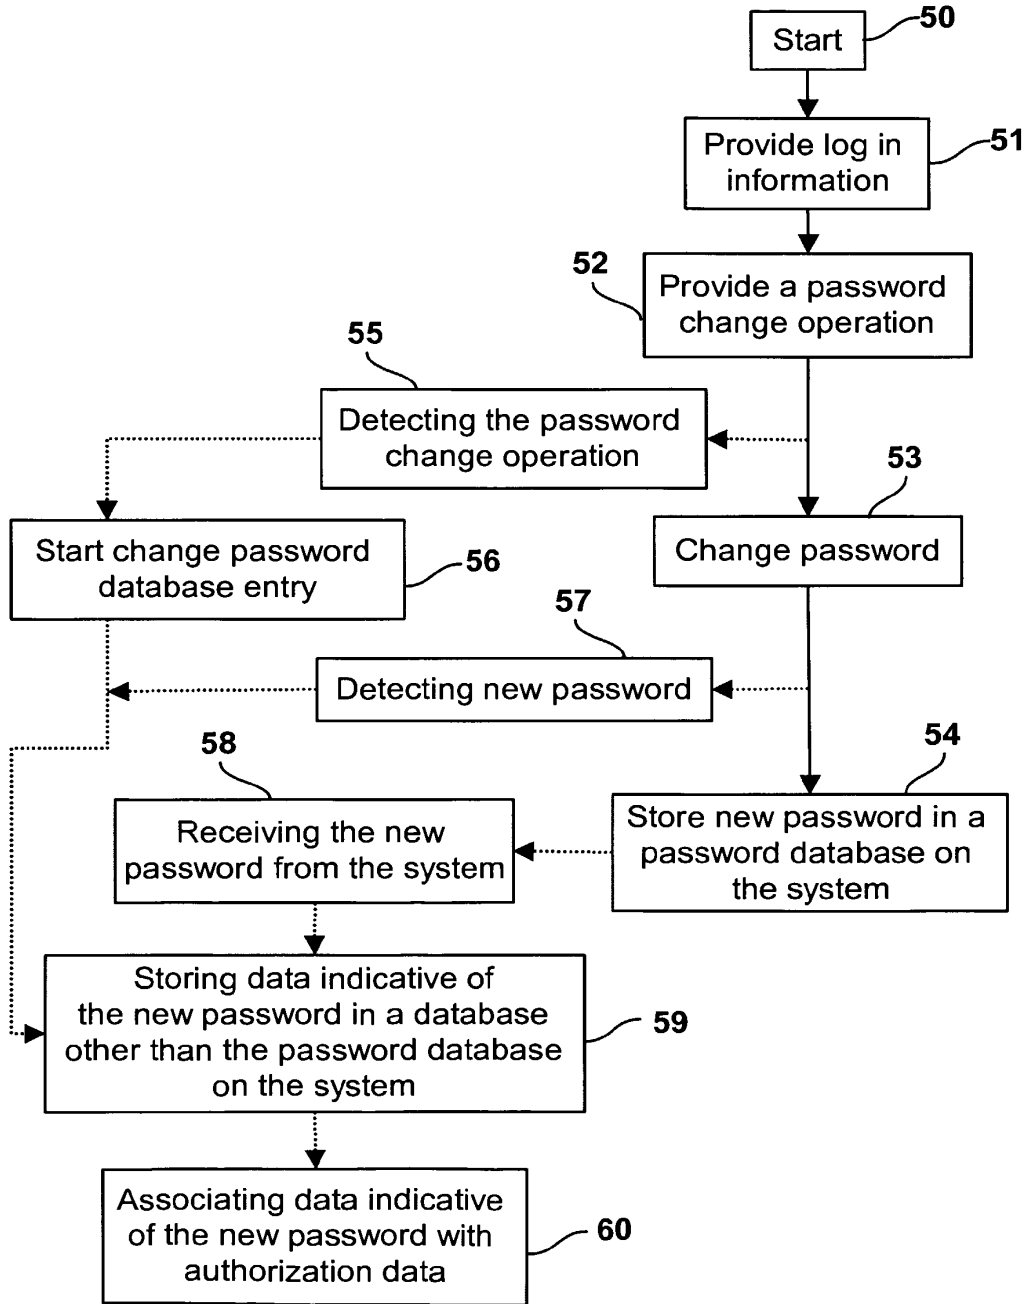 50
Start
51
Provide log in
information
52
Provide a password
change operation
55
Detecting the password
change operation
53
Change password
Start change password
database entry
56
57
Detecting new password
58
54
Receiving the new
password from the system
Store new password in a
password database on
the system
Storing data indicative of
the new password in a database
other than the password database
on the system
59
Associating data indicative
of the new password with
authorization data
60